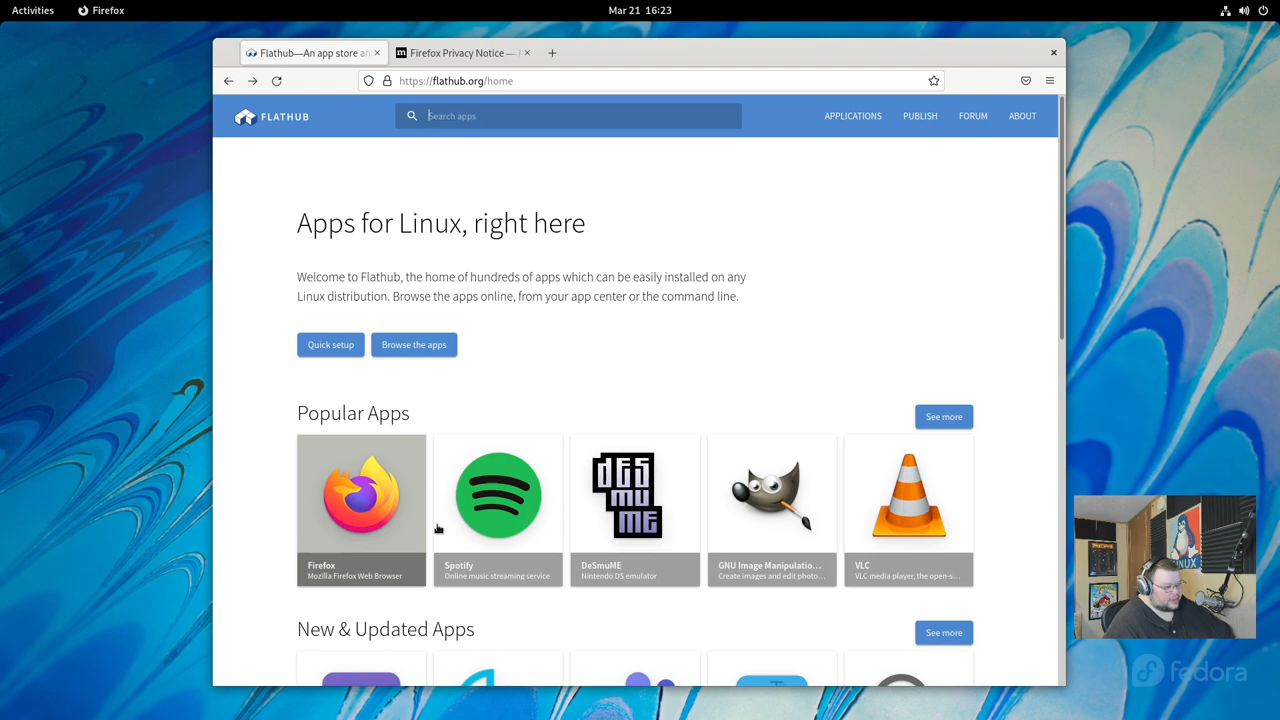 Activities
Firefox
Mar 21 16:23
Flathub—An app store an
Firefox Privacy Notice —
https://flathub.org/home
FLATHUB
Search apps
APPLICATIONS
PUBLISH
FORUM
ABOUT
Apps for Linux, right here
Welcome to Flathub, the home of hundreds of apps which can be easily installed on any
Linux distribution. Browse the apps online, from your app center or the command line.
Quick setup
Browse the apps
Popular Apps
See more
DES
MU
ME
Firefox
Mozilla Firefox Web Browser
Spotify
Online music streaming service
DeSmuME
Nintendo DS emulator
GNU Image Manipulatio...
Create images and edit photo...
VLC
VLC media player, the open-s...
New & Updated Apps
See more
LINUX
fedora